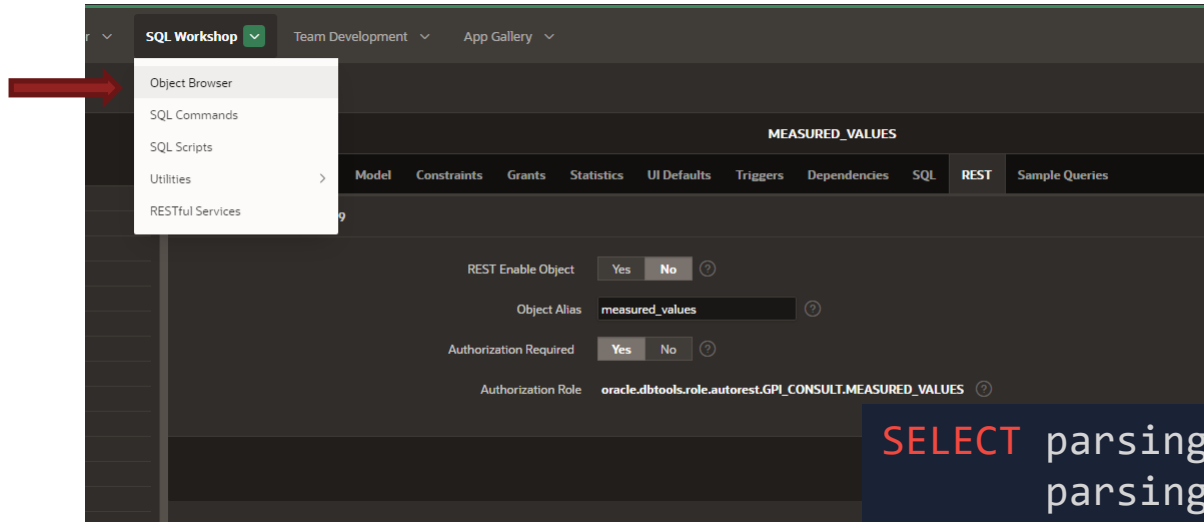 r
SQL Workshop
Team Development
App Gallery
Object Browser
SQL Commands
SQL Scripts
Utilities
RESTful Services
MEASURED_VALUES
Model Constraints Grants Statistics UI Defaults Triggers Dependencies SQL REST Sample Queries
9
REST Enable Object Yes No ?
Object Alias measured_values ?
Authorization Required Yes No ?
Authorization Role oracle.dbtools.role.autorest.GPI_CONSULT.MEASURED_VALUES ?
SELECT parsing
parsing